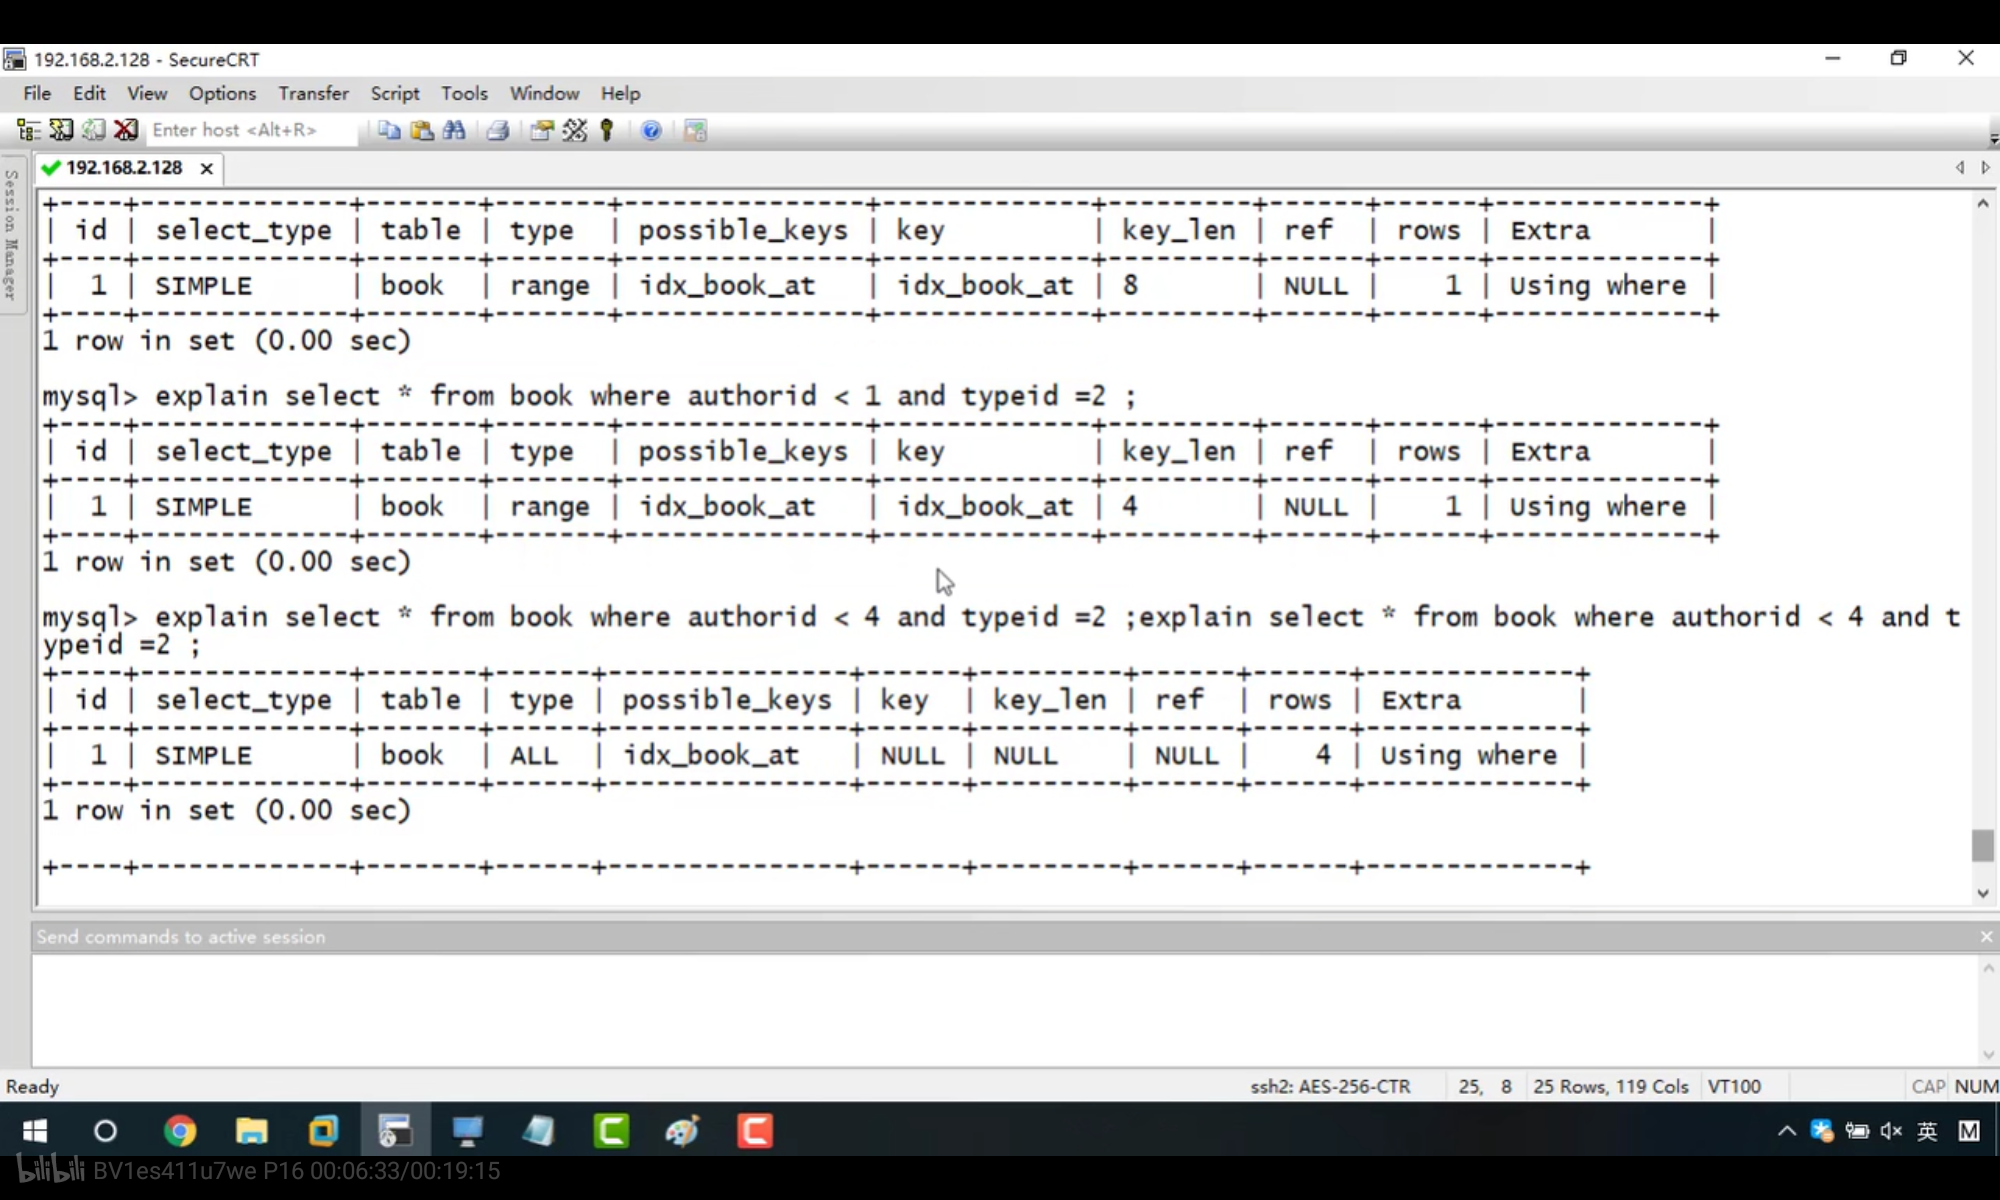 192.168.2.128 - SecureCRT
File Edit View Options Transfer Script Tools Window Help
Enter host <Alt+R>
192.168.2.128
Session Manager
+----+-------------+-------+-------+---------------+-------------+---------+------+------+-------------+
| id | select_type | table | type  | possible_keys | key         | key_len | ref  | rows | Extra       |
+----+-------------+-------+-------+---------------+-------------+---------+------+------+-------------+
|  1 | SIMPLE      | book  | range | idx_book_at   | idx_book_at | 8       | NULL |    1 | Using where |
+----+-------------+-------+-------+---------------+-------------+---------+------+------+-------------+
1 row in set (0.00 sec)
mysql> explain select * from book where authorid < 1 and typeid =2 ;
+----+-------------+-------+-------+---------------+-------------+---------+------+------+-------------+
| id | select_type | table | type  | possible_keys | key         | key_len | ref  | rows | Extra       |
+----+-------------+-------+-------+---------------+-------------+---------+------+------+-------------+
|  1 | SIMPLE      | book  | range | idx_book_at   | idx_book_at | 4       | NULL |    1 | Using where |
+----+-------------+-------+-------+---------------+-------------+---------+------+------+-------------+
1 row in set (0.00 sec)
mysql> explain select * from book where authorid < 4 and typeid =2 ;explain select * from book where authorid < 4 and t
ypeid =2 ;
+----+-------------+-------+------+---------------+------+---------+------+------+-------------+
| id | select_type | table | type | possible_keys | key  | key_len | ref  | rows | Extra       |
+----+-------------+-------+------+---------------+------+---------+------+------+-------------+
|  1 | SIMPLE      | book  | ALL  | idx_book_at   | NULL | NULL    | NULL |    4 | Using where |
+----+-------------+-------+------+---------------+------+---------+------+------+-------------+
1 row in set (0.00 sec)
+----+-------------+-------+------+---------------+------+---------+------+------+-------------+
Send commands to active session
Ready ssh2: AES-256-CTR 25, 8 25 Rows, 119 Cols VT100 CAP NUM
英 M
bilibili BV1es411u7we P16 00:06:33/00:19:15